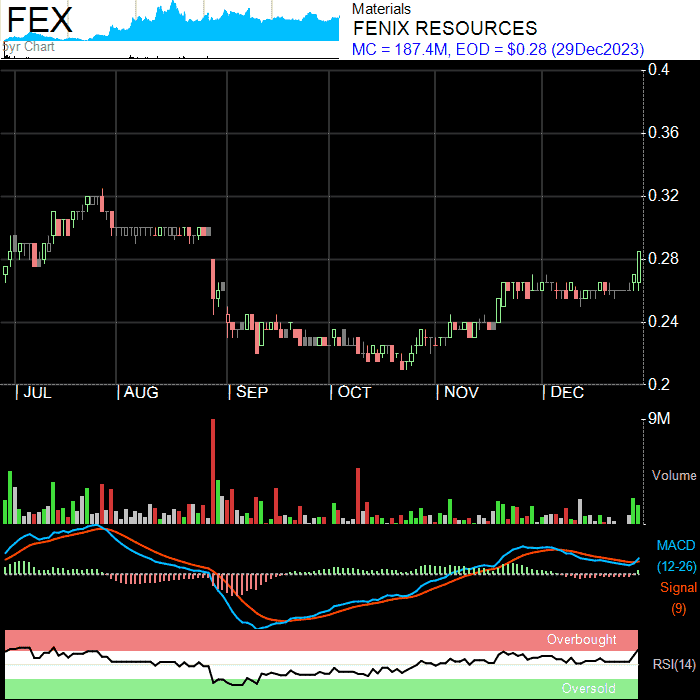 FEX
5yr Chart
Materials
FENIX RESOURCES
MC = 187.4M, EOD = $0.28 (29Dec2023)
0.4
0.36
0.32
0.28
0.24
0.2
JUL
AUG
SEP
OCT
NOV
DEC
9M
Volume
MACD
(12-26)
Signal
(9)
Overbought
RSI(14)
Oversold